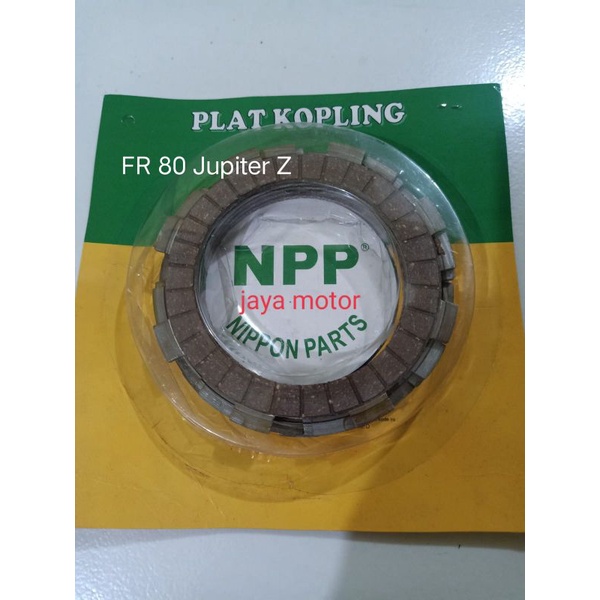 PLAT KOPLING
FR 80 Jupiter Z
NPP®
jaya motor
NIPPON PARTS